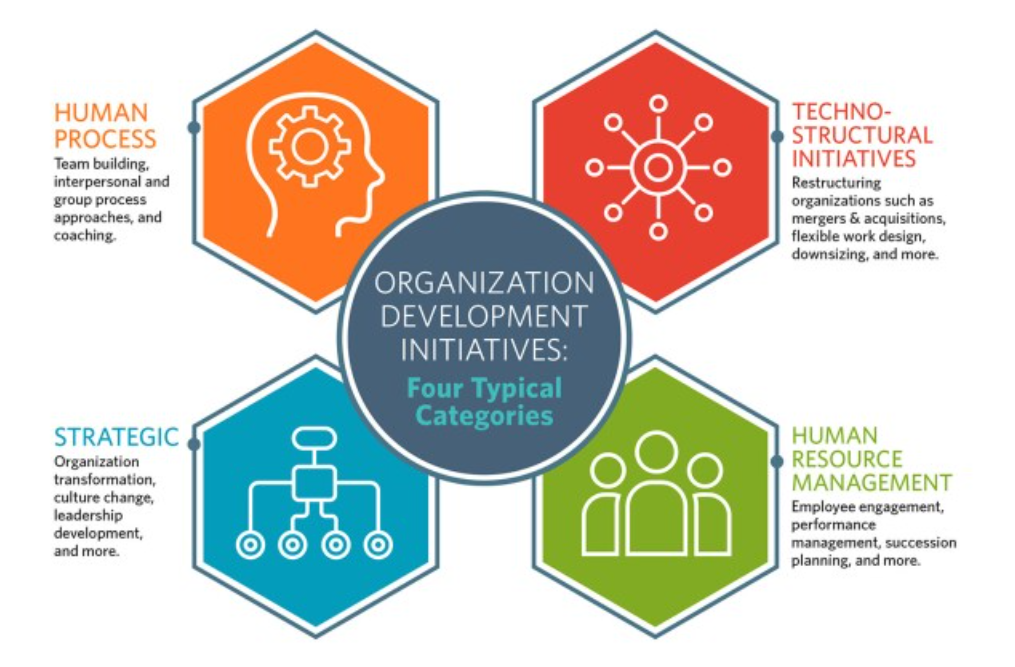 HUMAN
PROCESS
Team building,
interpersonal and
group process
approaches, and
coaching.
TECHNO-
STRUCTURAL
INITIATIVES
Restructuring
organizations such as
mergers & acquisitions,
flexible work design,
downsizing, and more.
ORGANIZATION
DEVELOPMENT
INITIATIVES:
Four Typical
Categories
STRATEGIC
Organization
transformation,
culture change,
leadership
development,
and more.
HUMAN
RESOURCE
MANAGEMENT
Employee engagement,
performance
management, succession
planning, and more.